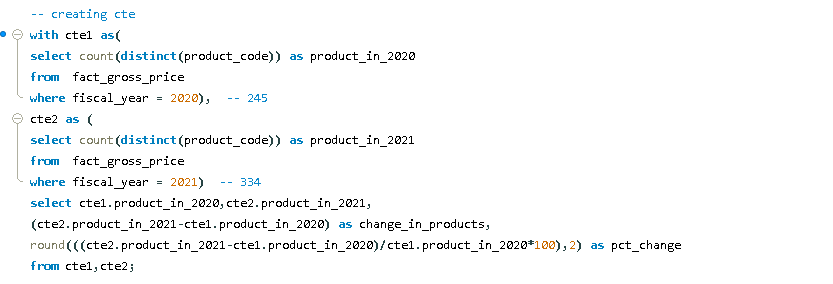 -- creating cte
with cte1 as(
select count(distinct(product_code)) as product_in_2020
from  fact_gross_price
where fiscal_year = 2020),  -- 245
cte2 as (
select count(distinct(product_code)) as product_in_2021
from  fact_gross_price
where fiscal_year = 2021)  -- 334
select cte1.product_in_2020,cte2.product_in_2021,
(cte2.product_in_2021-cte1.product_in_2020) as change_in_products,
round(((cte2.product_in_2021-cte1.product_in_2020)/cte1.product_in_2020*100),2) as pct_change
from cte1,cte2;